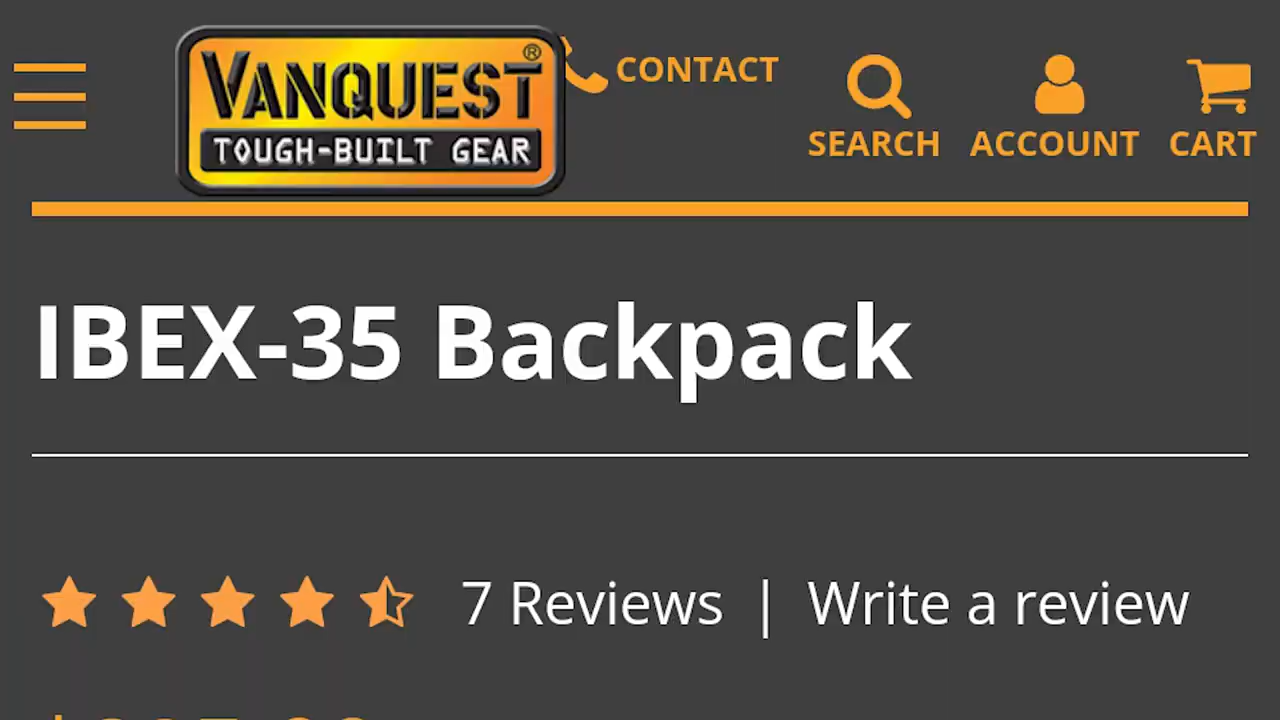 VANQUEST®
TOUGH-BUILT GEAR
CONTACT
SEARCH ACCOUNT CART
IBEX-35 Backpack
7 Reviews | Write a review